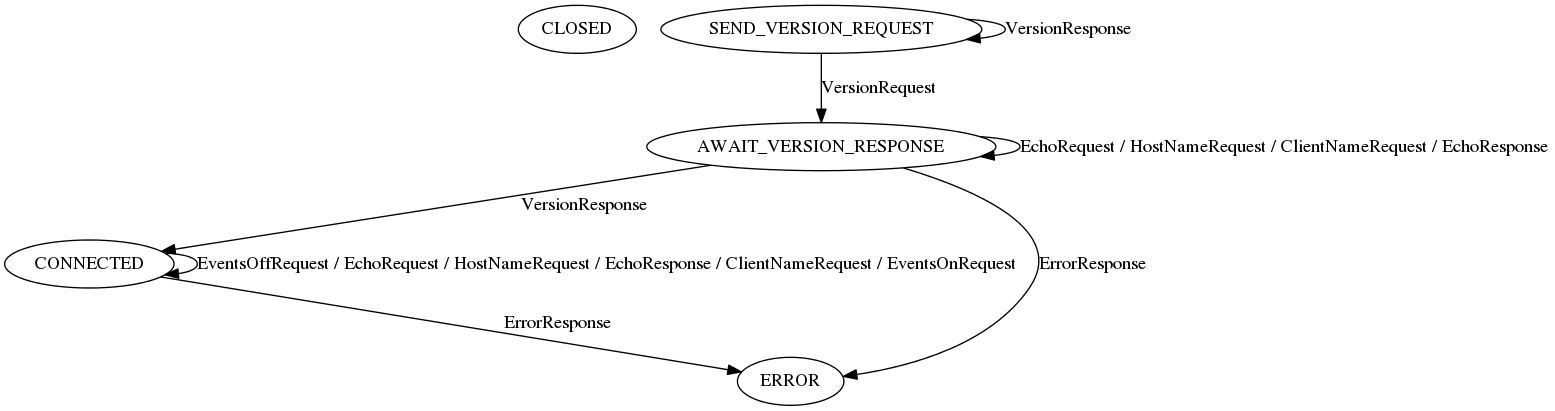 CLOSED
SEND_VERSION_REQUEST
VersionResponse
VersionRequest
AWAIT_VERSION_RESPONSE
EchoRequest / HostNameRequest / ClientNameRequest / EchoResponse
VersionResponse
CONNECTED
EventsOffRequest / EchoRequest / HostNameRequest / EchoResponse / ClientNameRequest / EventsOnRequest
ErrorResponse
ErrorResponse
ERROR